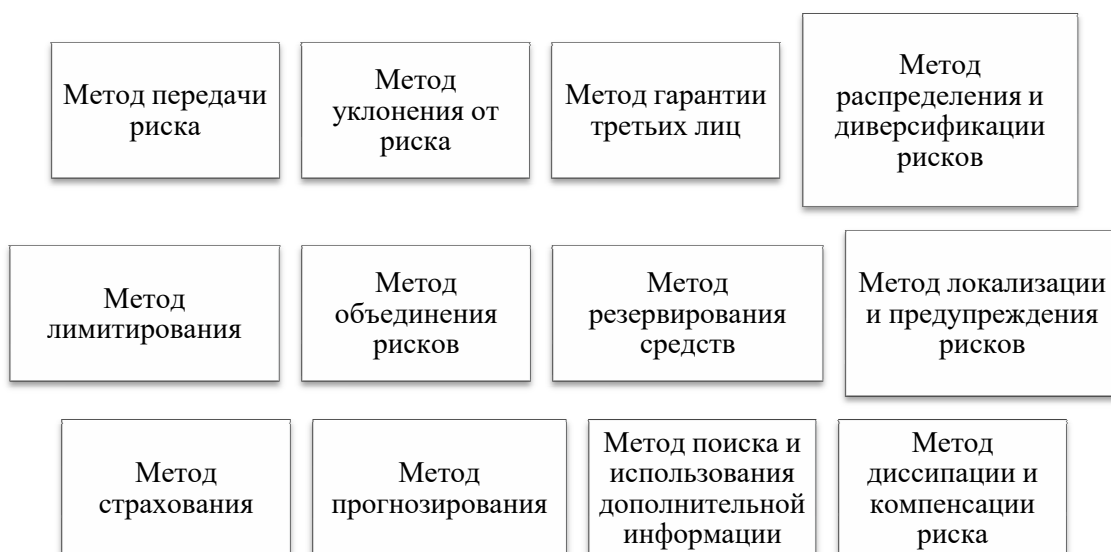 Метод передачи
риска
Метод
уклонения от
риска
Метод гарантии
третьих лиц
Метод
распределения и
диверсификации
рисков
Метод
лимитирования
Метод
объединения
рисков
Метод
резервирования
средств
Метод локализации
и предупреждения
рисков
Метод
страхования
Метод
прогнозирования
Метод поиска и
использования
дополнительной
информации
Метод
диссипации и
компенсации
риска